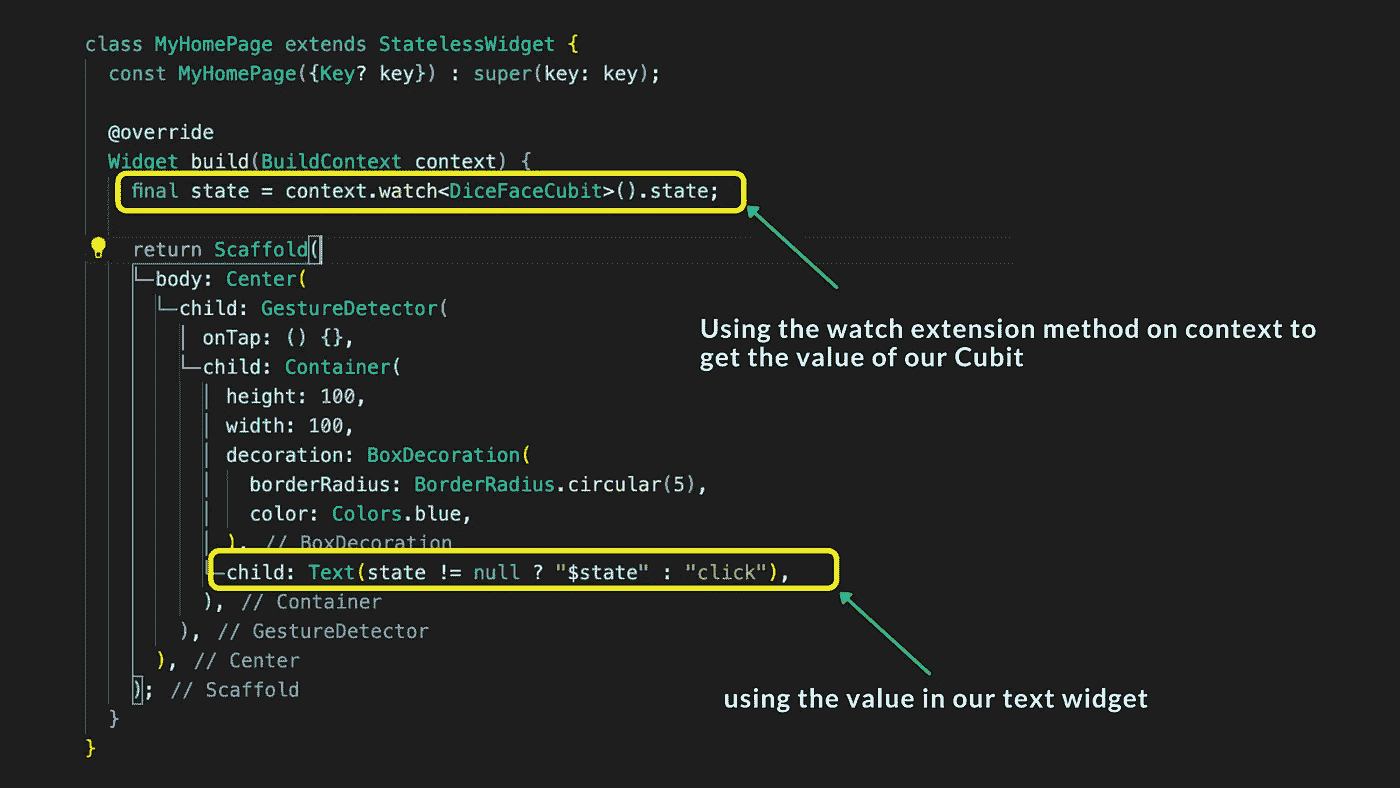 class MyHomePage extends StatelessWidget {
const MyHomePage({Key? key}) : super(key: key);
@override
Widget build(BuildContext context) {
final state = context.watch<DiceFaceCubit>().state;
return Scaffold(
body: Center(
child: GestureDetector(
onTap: () {},
Using the watch extension method on context to
get the value of our Cubit
child: Container(
height: 100,
width: 100,
decoration: BoxDecoration(
borderRadius: BorderRadius.circular(5),
color: Colors.blue,
), // BoxDecoration
child: Text(state != null ? "$state" : "click"),
), // Container
), // GestureDetector
), // Center
); // Scaffold
using the value in our text widget
}
}